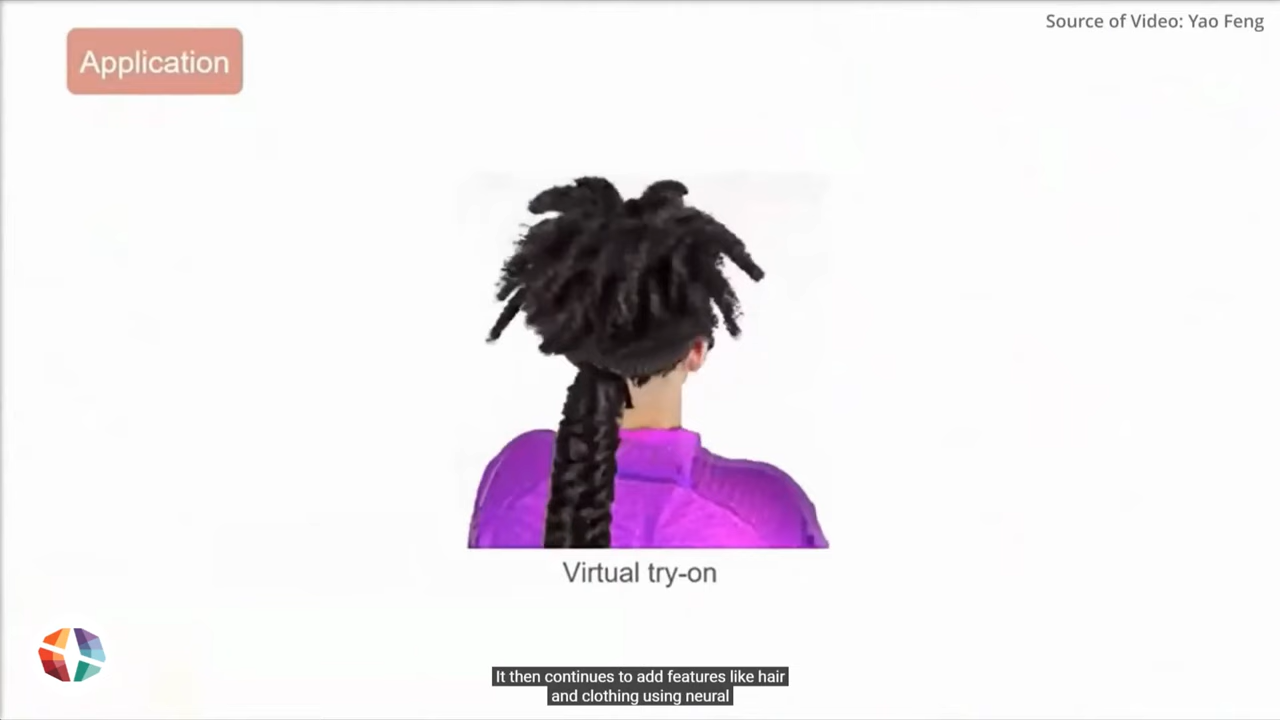 Source of Video: Yao Feng
Application
Virtual try-on
It then continues to add features like hair
and clothing using neural